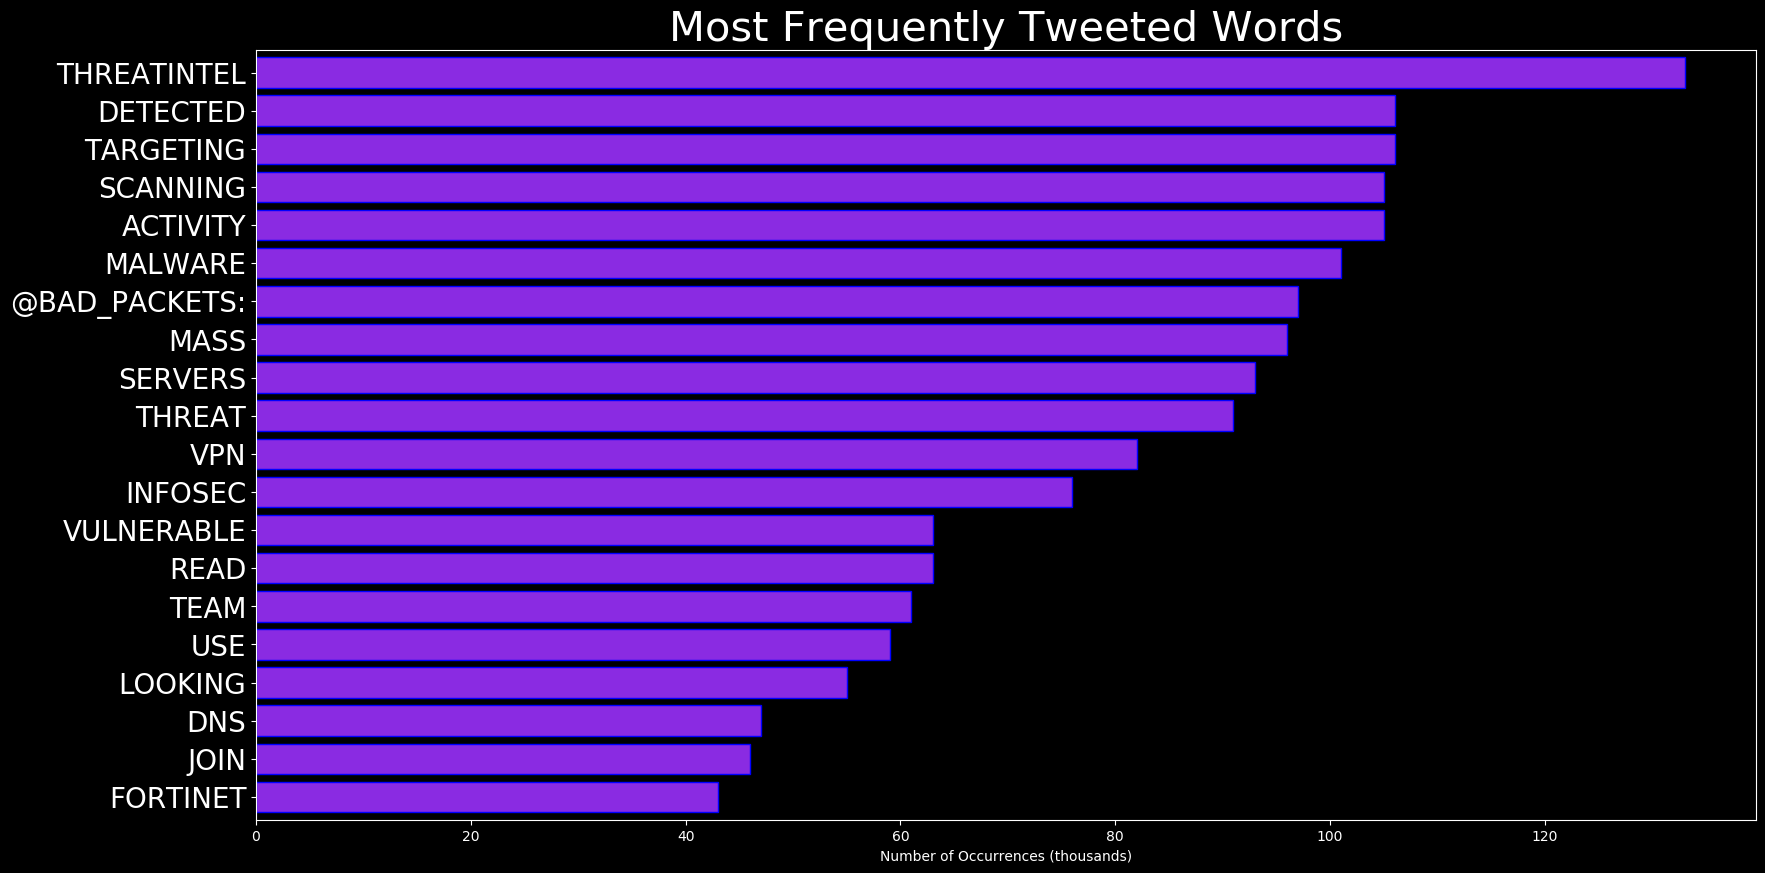 Most Frequently Tweeted Words
THREATINTEL
DETECTED
TARGETING
SCANNING
ACTIVITY
MALWARE
@BAD_PACKETS:
MASS
SERVERS
THREAT
VPN
INFOSEC
VULNERABLE
READ
TEAM
USE
LOOKING
DNS
JOIN
FORTINET
0 20 40 60 80 100 120
Number of Occurrences (thousands)